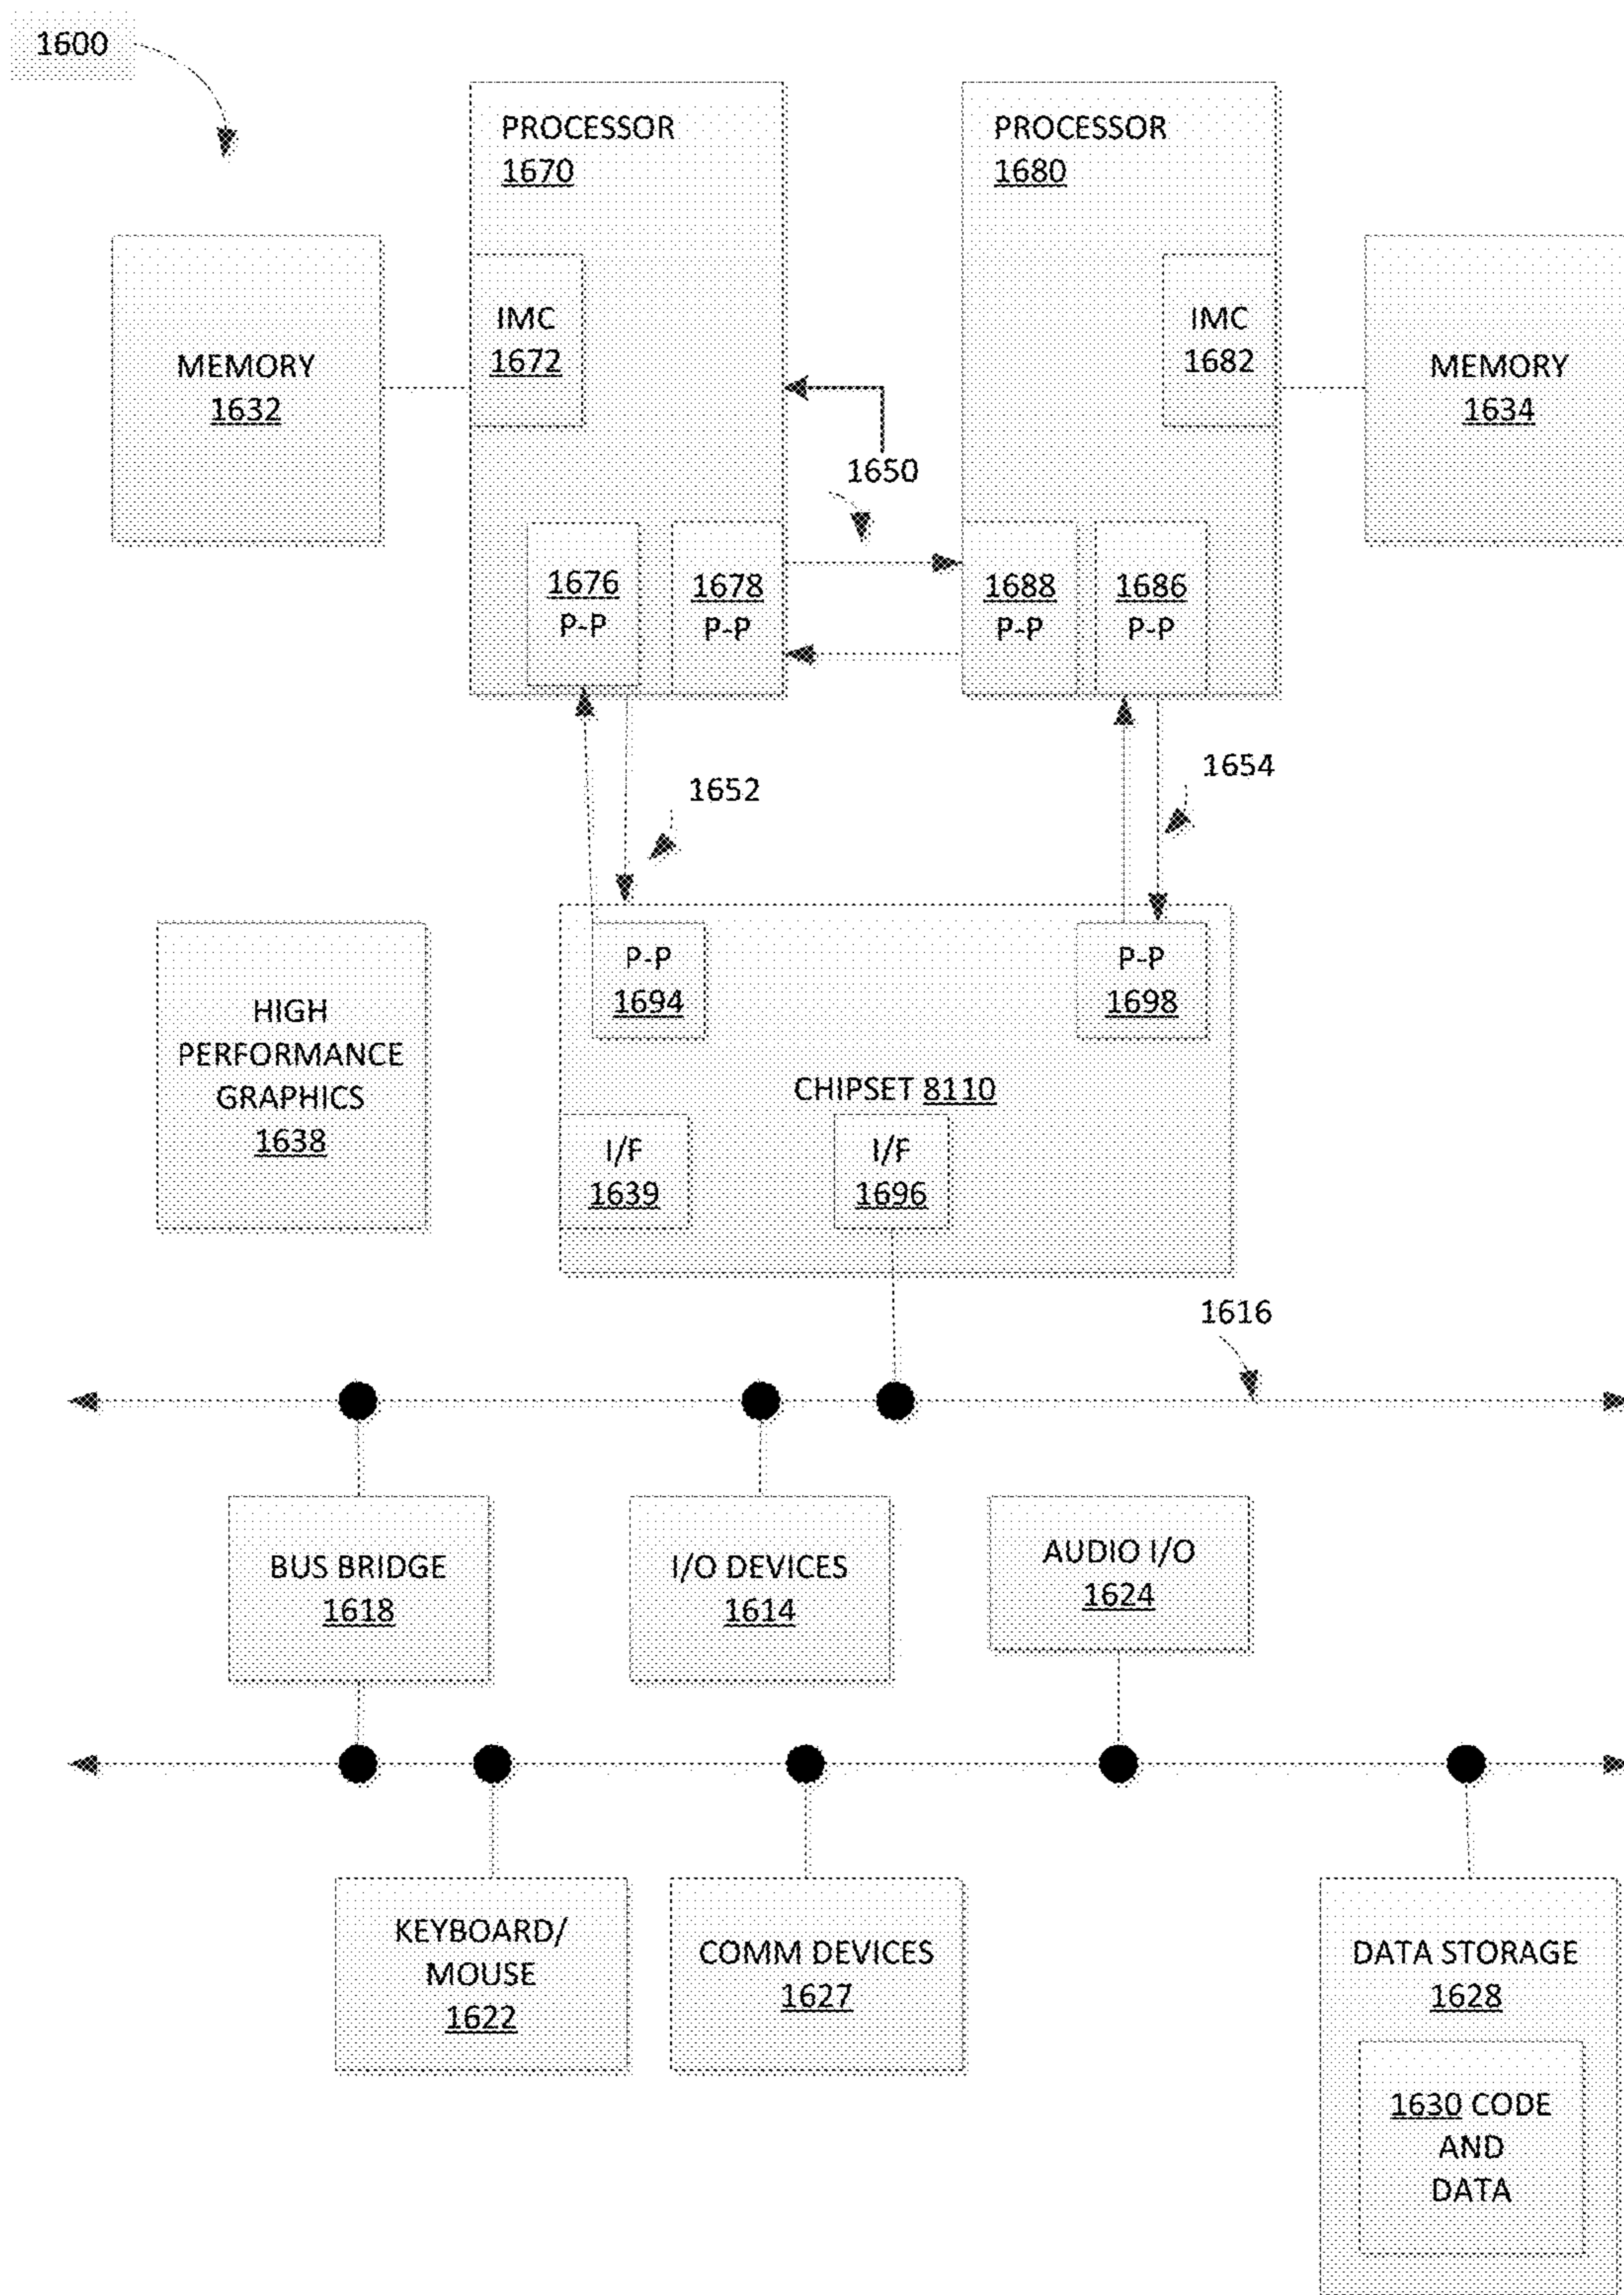 1600
PROCESSOR
1670
PROCESSOR
1680
IMC
1672
IMC
1682
MEMORY
1632
MEMORY
1634
1650
1676
P-P
1678
P-P
1688
P-P
1686
P-P
1652
1654
P-P
1694
P-P
1698
HIGH
PERFORMANCE
GRAPHICS
1638
CHIPSET 8110
I/F
1639
I/F
1696
1616
BUS BRIDGE
1618
I/O DEVICES
1614
AUDIO I/O
1624
KEYBOARD/
MOUSE
1622
COMM DEVICES
1627
DATA STORAGE
1628
1630 CODE
AND
DATA